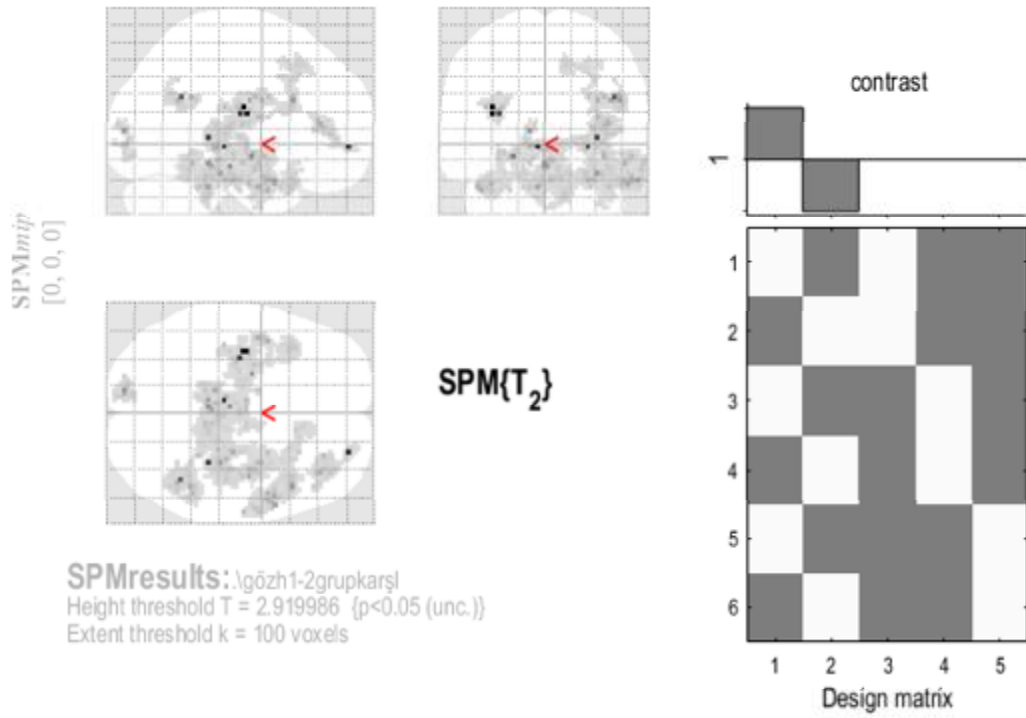 SPMmip
[0, 0, 0]
<
<
<
SPM{T2}
SPMresults:.\gözh1-2grupkarşl
Height threshold T = 2.919986 {p<0.05 (unc.)}
Extent threshold k = 100 voxels
contrast
1
1
2
3
4
5
6
1 2 3 4 5
Design matrix